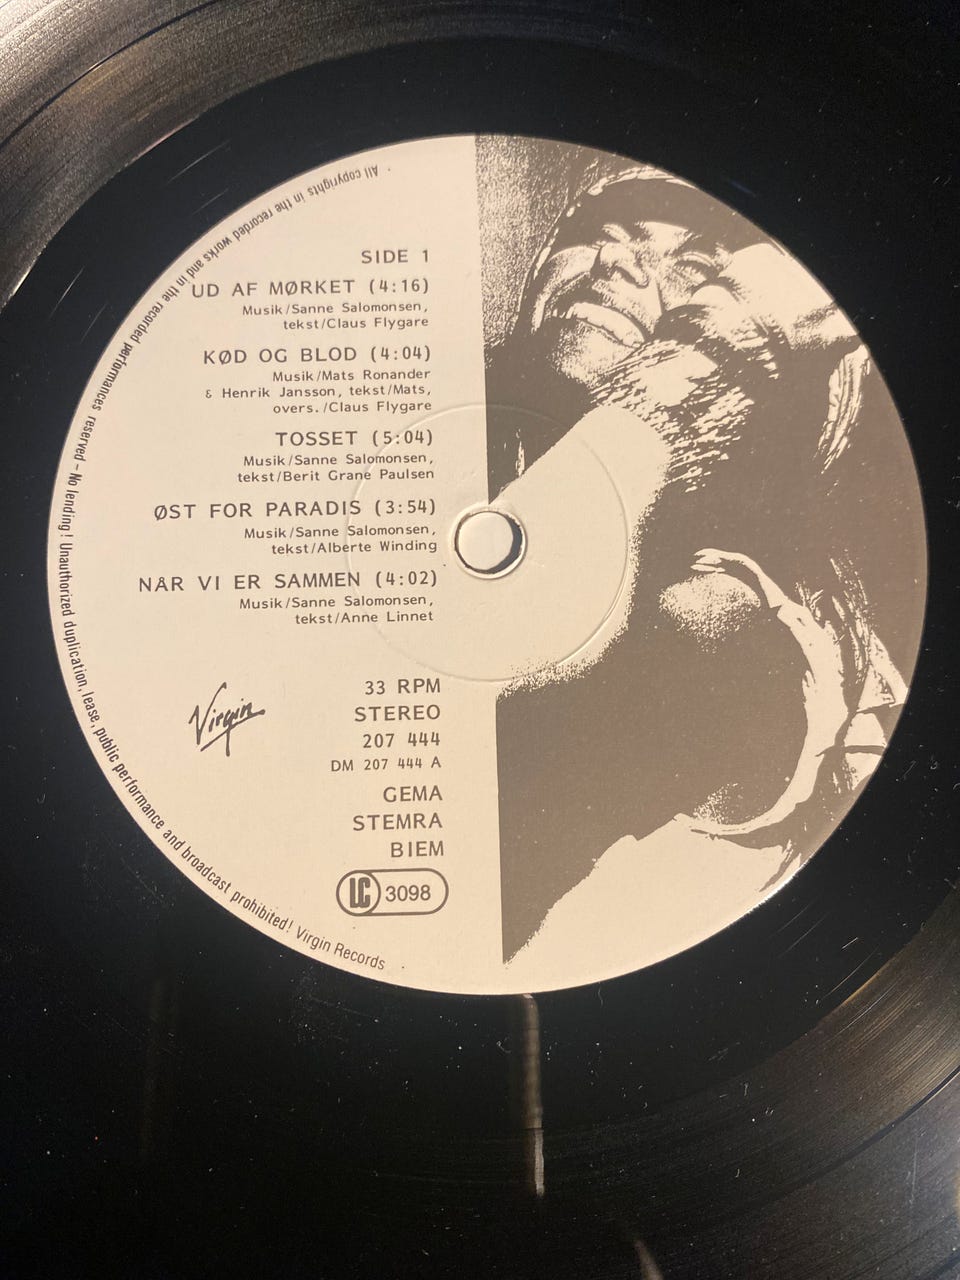 SIDE 1
UD AF MØRKET (4:16)
Musik/Sanne Salomonsen,
tekst/Claus Flygare
KØD OG BLOD (4:04)
Musik/Mats Ronander
& Henrik Jansson, tekst/Mats,
overs./Claus Flygare
TOSSET (5:04)
Musik/Sanne Salomonsen,
tekst/Berit Grane Paulsen
ØST FOR PARADIS (3:54)
Musik/Sanne Salomonsen,
tekst/Alberte Winding
NÅR VI ER SAMMEN (4:02)
Musik/Sanne Salomonsen,
tekst/Anne Linnet
Virgin
33 RPM
STEREO
207 444
DM 207 444 A
GEMA
STEMRA
BIEM
LC 3098
All copyrights in the recorded works and in the recorded performances reserved – No lending! Unauthorized duplication, lease, public performance and broadcast prohibited! Virgin Records